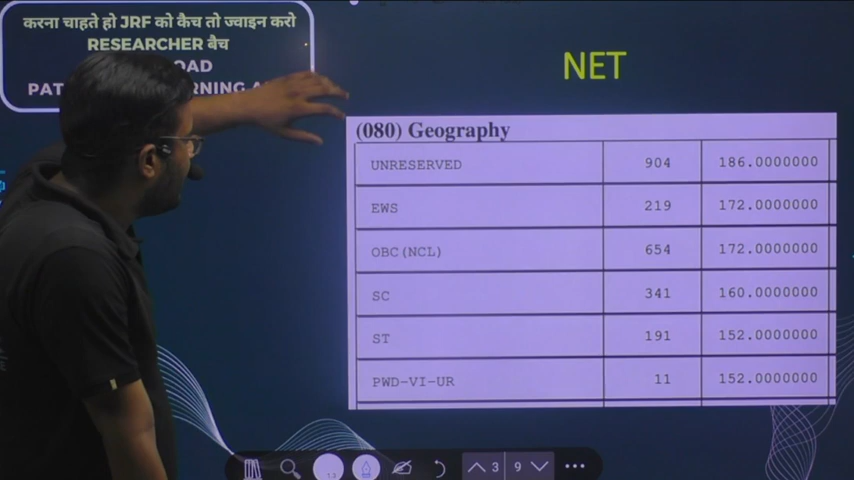 करना चाहते हो JRF को कैच तो ज्वाइन करो
RESEARCHER बैच
NET
(080) Geography
UNRESERVED 904 186.0000000
EWS 219 172.0000000
OBC(NCL) 654 172.0000000
SC 341 160.0000000
ST 191 152.0000000
PWD-VI-UR 11 152.0000000
1.3 3 9